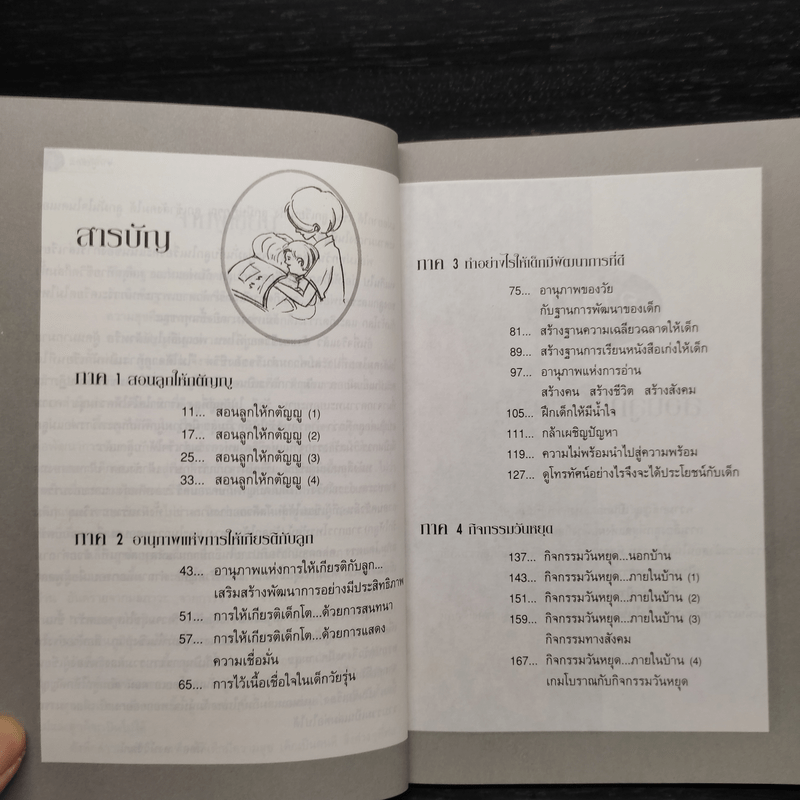 สารบัญ
ภาค 1 สอนลูกให้กตัญญู
11... สอนลูกให้กตัญญู (1)
17... สอนลูกให้กตัญญู (2)
25... สอนลูกให้กตัญญู (3)
33... สอนลูกให้กตัญญู (4)
ภาค 2 อานุภาพแห่งการให้เกียรติกับลูก
43... อานุภาพแห่งการให้เกียรติกับลูก...
เสริมสร้างพัฒนาการอย่างมีประสิทธิภาพ
51... การให้เกียรติเด็กโต...ด้วยการสนทนา
57... การให้เกียรติเด็กโต...ด้วยการแสดง
ความเชื่อมั่น
65... การไว้เนื้อเชื่อใจในเด็กวัยรุ่น
ภาค 3 ทำอย่างไรให้เด็กมีพัฒนาการที่ดี
75... อานุภาพของวัย
กับฐานการพัฒนาของเด็ก
81... สร้างฐานความเฉลียวฉลาดให้เด็ก
89... สร้างฐานการเรียนหนังสือเก่งให้เด็ก
97... อานุภาพแห่งการอ่าน
สร้างคน สร้างชีวิต สร้างสังคม
105... ฝึกเด็กให้มีน้ำใจ
111... กล้าเผชิญปัญหา
119... ความไม่พร้อมนำไปสู่ความพร้อม
127... ดูโทรทัศน์อย่างไรจึงจะได้ประโยชน์กับเด็ก
ภาค 4 กิจกรรมวันหยุด
137... กิจกรรมวันหยุด...นอกบ้าน
143... กิจกรรมวันหยุด...ภายในบ้าน (1)
151... กิจกรรมวันหยุด...ภายในบ้าน (2)
159... กิจกรรมวันหยุด...ภายในบ้าน (3)
กิจกรรมทางสังคม
167... กิจกรรมวันหยุด...ภายในบ้าน (4)
เกมโบราณกับกิจกรรมวันหยุด